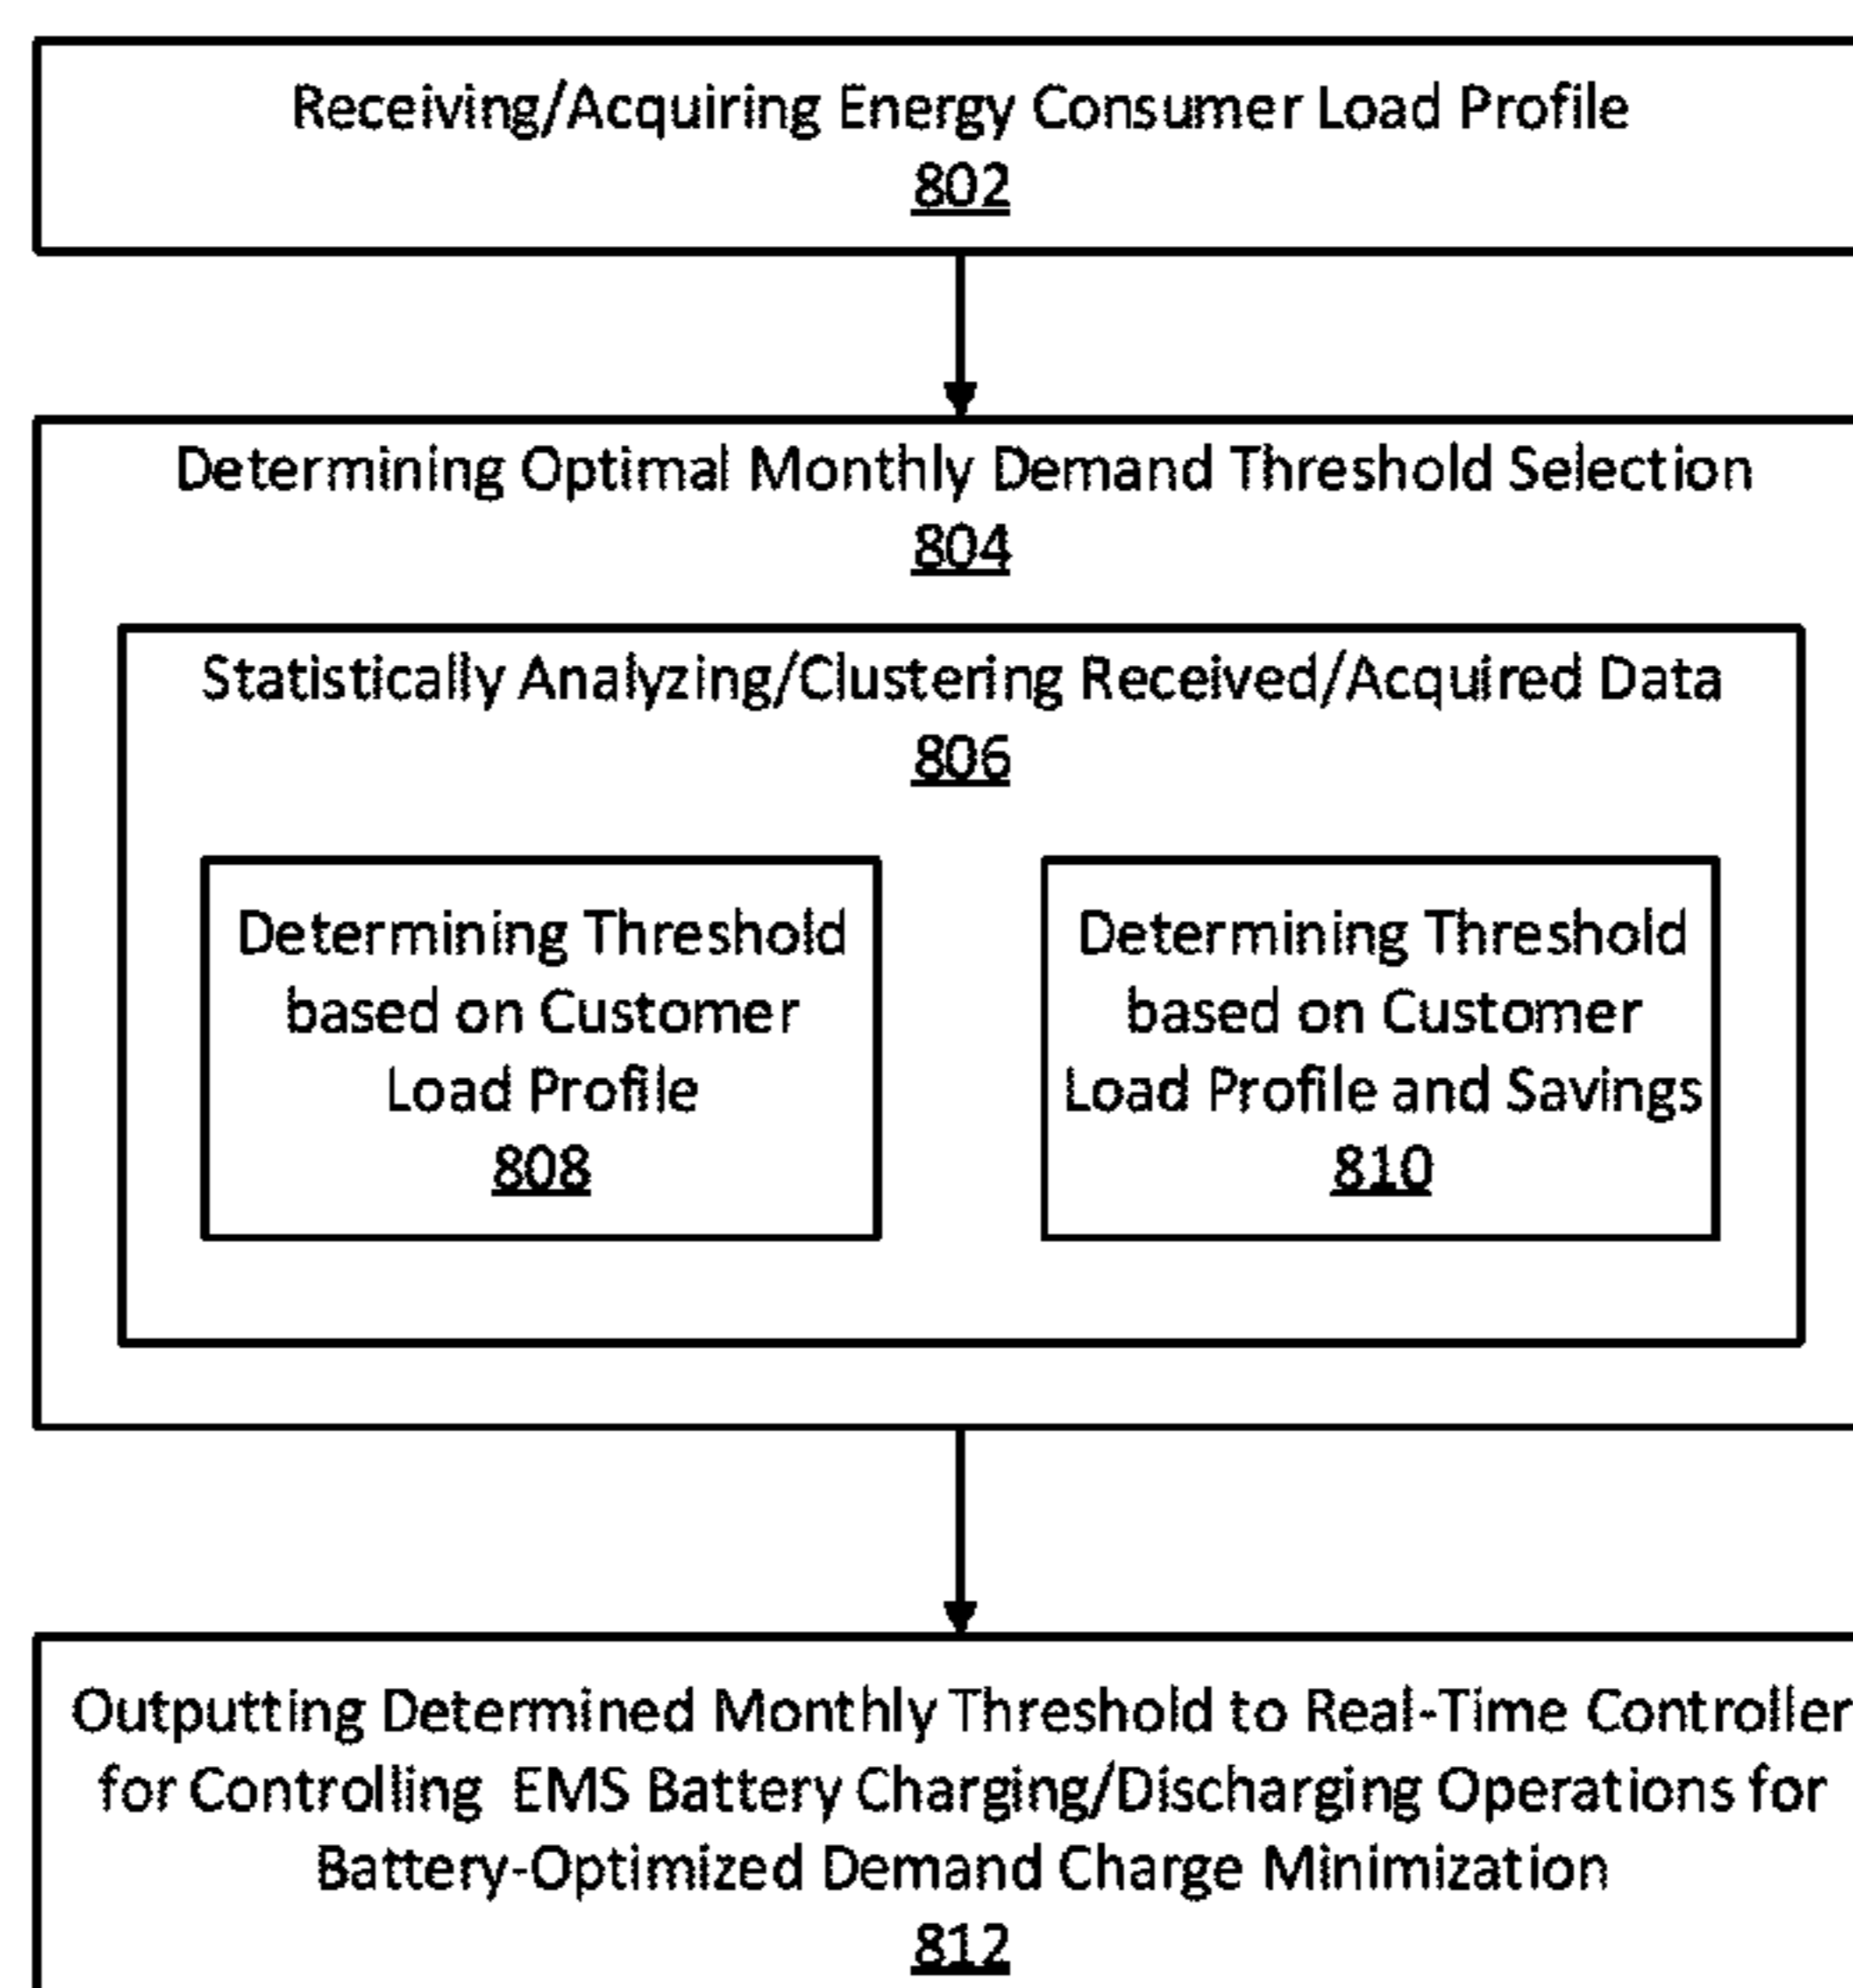 Receiving/Acquiring Energy Consumer Load Profile
802
Determining Optimal Monthly Demand Threshold Selection
804
Statistically Analyzing/Clustering Received/Acquired Data
806
Determining Threshold
based on Customer
Load Profile
808
Determining Threshold
based on Customer
Load Profile and Savings
810
Outputting Determined Monthly Threshold to Real-Time Controller
for Controlling EMS Battery Charging/Discharging Operations for
Battery-Optimized Demand Charge Minimization
812